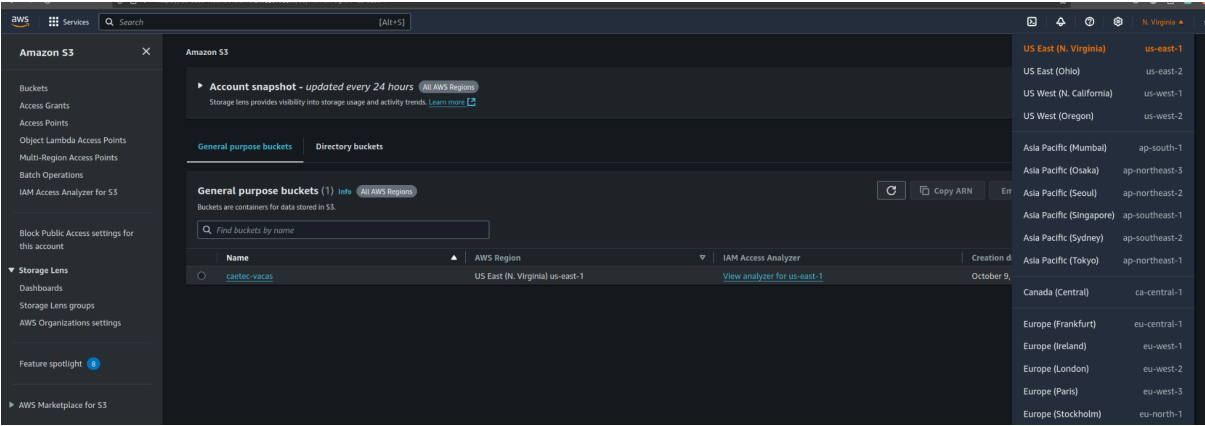 aws Services Search [Alt+S] N. Virginia
Amazon S3
Buckets
Access Grants
Access Points
Object Lambda Access Points
Multi-Region Access Points
Batch Operations
IAM Access Analyzer for S3
Block Public Access settings for
this account
Storage Lens
Dashboards
Storage Lens groups
AWS Organizations settings
Feature spotlight 8
AWS Marketplace for S3
Amazon S3
Account snapshot - updated every 24 hours All AWS Regions
Storage lens provides visibility into storage usage and activity trends. Learn more
General purpose buckets Directory buckets
General purpose buckets (1) Info All AWS Regions
Buckets are containers for data stored in S3.
Copy ARN Em
Find buckets by name
Name AWS Region IAM Access Analyzer Creation d
caetec-vacas US East (N. Virginia) us-east-1 View analyzer for us-east-1 October 9,
US East (N. Virginia) us-east-1
US East (Ohio) us-east-2
US West (N. California) us-west-1
US West (Oregon) us-west-2
Asia Pacific (Mumbai) ap-south-1
Asia Pacific (Osaka) ap-northeast-3
Asia Pacific (Seoul) ap-northeast-2
Asia Pacific (Singapore) ap-southeast-1
Asia Pacific (Sydney) ap-southeast-2
Asia Pacific (Tokyo) ap-northeast-1
Canada (Central) ca-central-1
Europe (Frankfurt) eu-central-1
Europe (Ireland) eu-west-1
Europe (London) eu-west-2
Europe (Paris) eu-west-3
Europe (Stockholm) eu-north-1